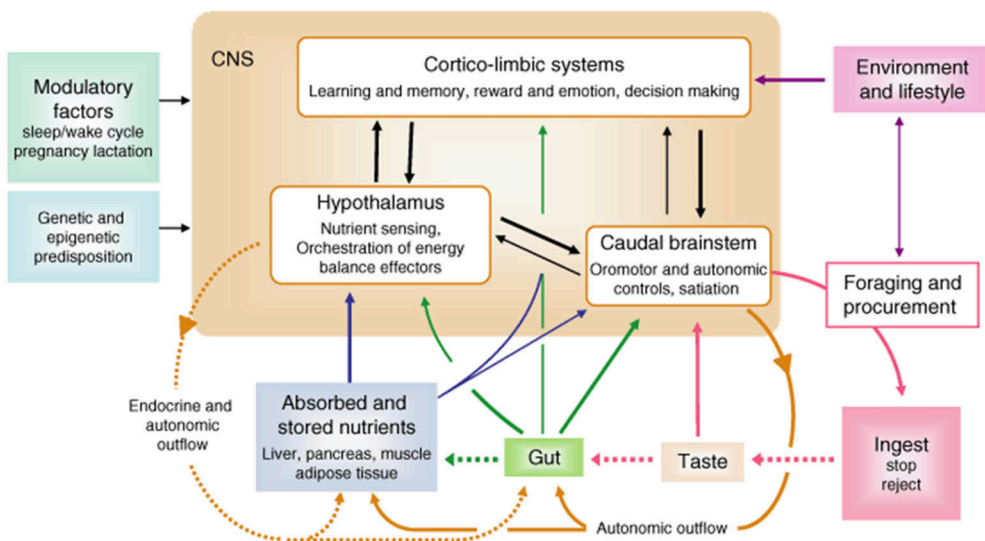 CNS
Cortico-limbic systems
Learning and memory, reward and emotion, decision making
Modulatory
factors
sleep/wake cycle
pregnancy lactation
Environment
and lifestyle
Genetic and
epigenetic
predisposition
Hypothalamus
Nutrient sensing,
Orchestration of energy
balance effectors
Caudal brainstem
Oromotor and autonomic
controls, satiation
Foraging and
procurement
Endocrine and
autonomic
outflow
Absorbed and
stored nutrients
Liver, pancreas, muscle
adipose tissue
Gut
Taste
Ingest
stop
reject
Autonomic outflow